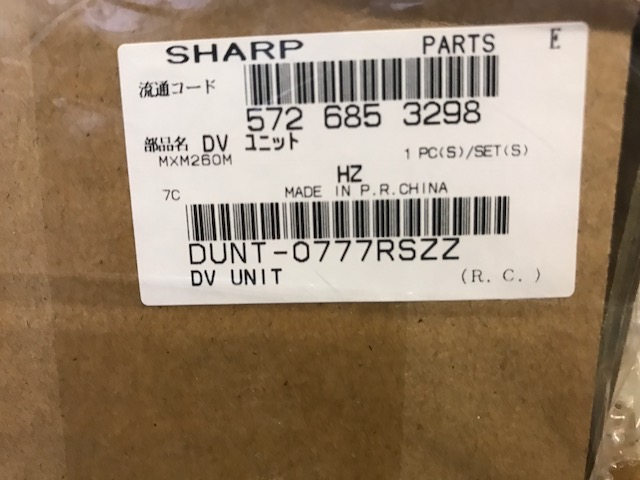 SHARP PARTS E
流通コード
572 685 3298
部品名 DV ユニット
MXM260M 1 PC(S)/SET(S)
HZ
7C MADE IN P.R.CHINA
DUNT-0777RSZZ
DV UNIT (R. C. )